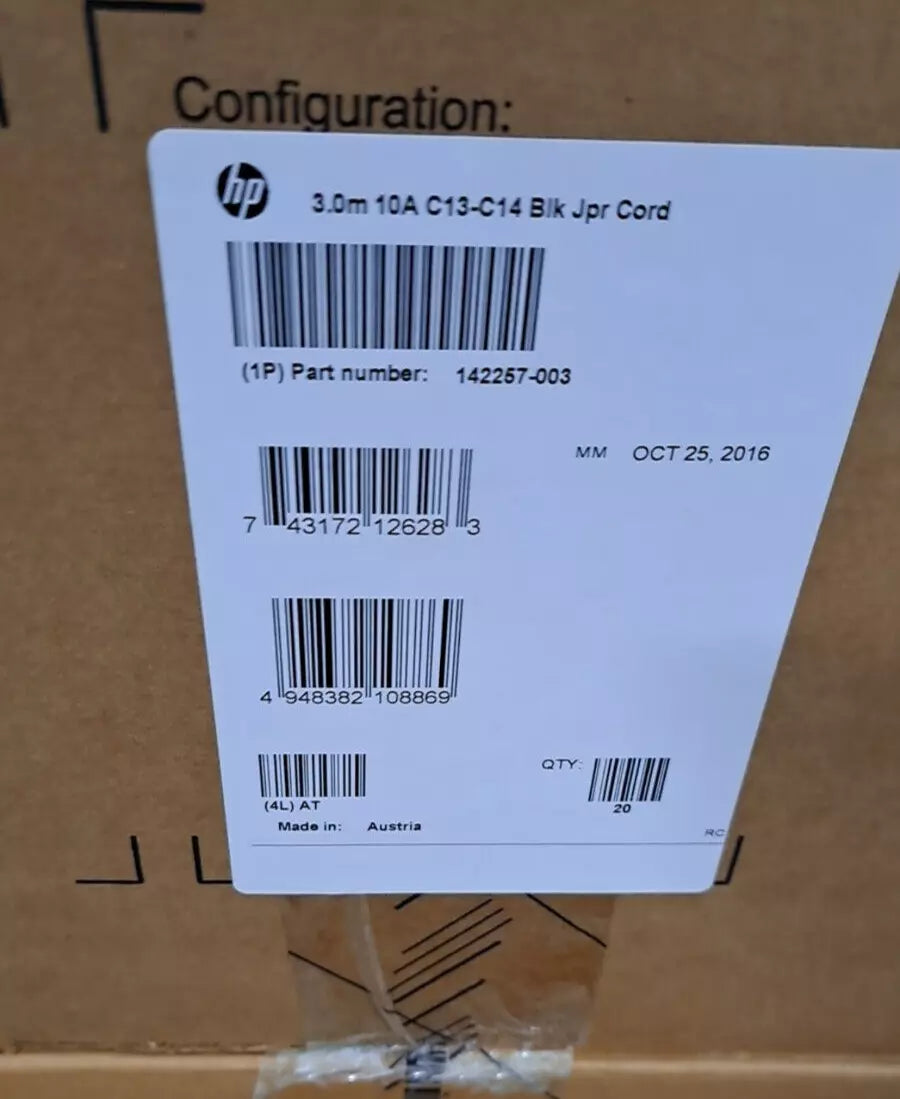 Configuration:
hp
3.0m 10A C13-C14 Blk Jpr Cord
(1P) Part number: 142257-003
MM OCT 25, 2016
7 43172 12628 3
4 948382 108869
QTY:
(4L) AT
20
Made in: Austria
RC